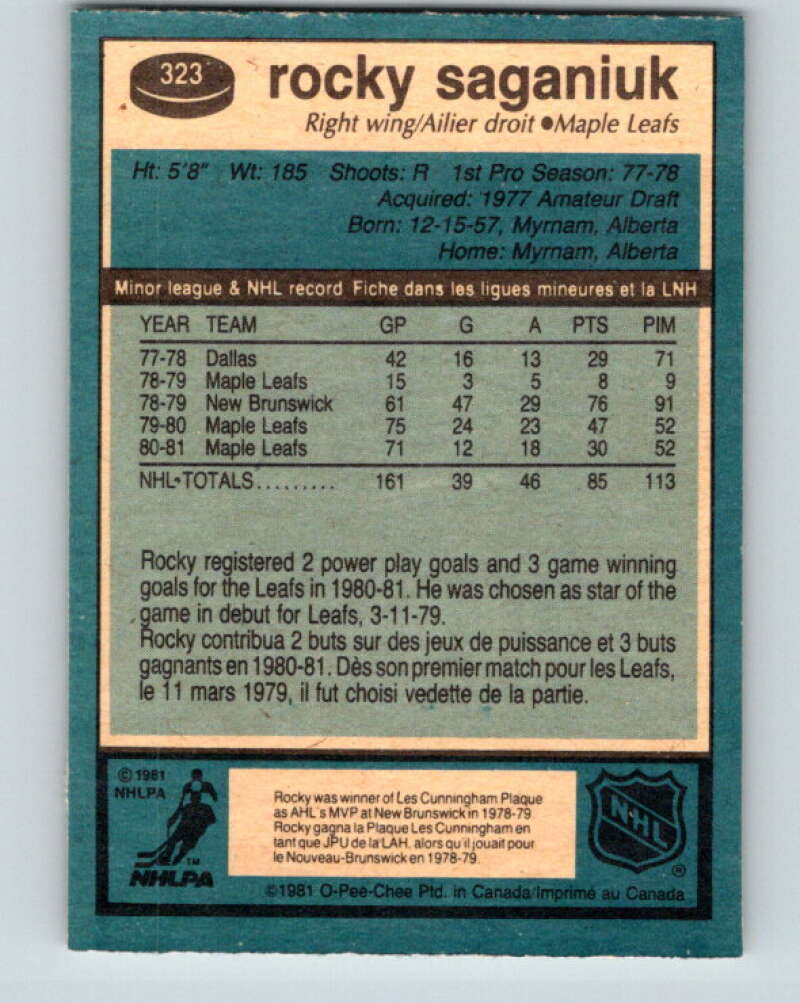 323
rocky saganiuk
Right wing/Ailier droit ●Maple Leafs
Ht: 5'8" Wt: 185 Shoots: R 1st Pro Season: 77-78
Acquired: 1977 Amateur Draft
Born: 12-15-57, Myrnam, Alberta
Home: Myrnam, Alberta
Minor league & NHL record Fiche dans les ligues mineures et la LNH
YEAR TEAM GP G A PTS PIM
77-78 Dallas 42 16 13 29 71
78-79 Maple Leafs 15 3 5 8 9
78-79 New Brunswick 61 47 29 76 91
79-80 Maple Leafs 75 24 23 47 52
80-81 Maple Leafs 71 12 18 30 52
NHL•TOTALS......... 161 39 46 85 113
Rocky registered 2 power play goals and 3 game winning
goals for the Leafs in 1980-81. He was chosen as star of the
game in debut for Leafs, 3-11-79.
Rocky contribua 2 buts sur des jeux de puissance et 3 buts
gagnants en 1980-81. Dès son premier match pour les Leafs,
le 11 mars 1979, il fut choisi vedette de la partie.
© 1981
NHLPA
TM
NHLPA
Rocky was winner of Les Cunningham Plaque
as AHL's MVP at New Brunswick in 1978-79.
Rocky gagna la Plaque Les Cunningham en
tant que JPU de la LAH, alors qu'il jouait pour
le Nouveau-Brunswick en 1978-79.
NHL
®
©1981 O-Pee-Chee Ptd. in Canada/Imprimé au Canada